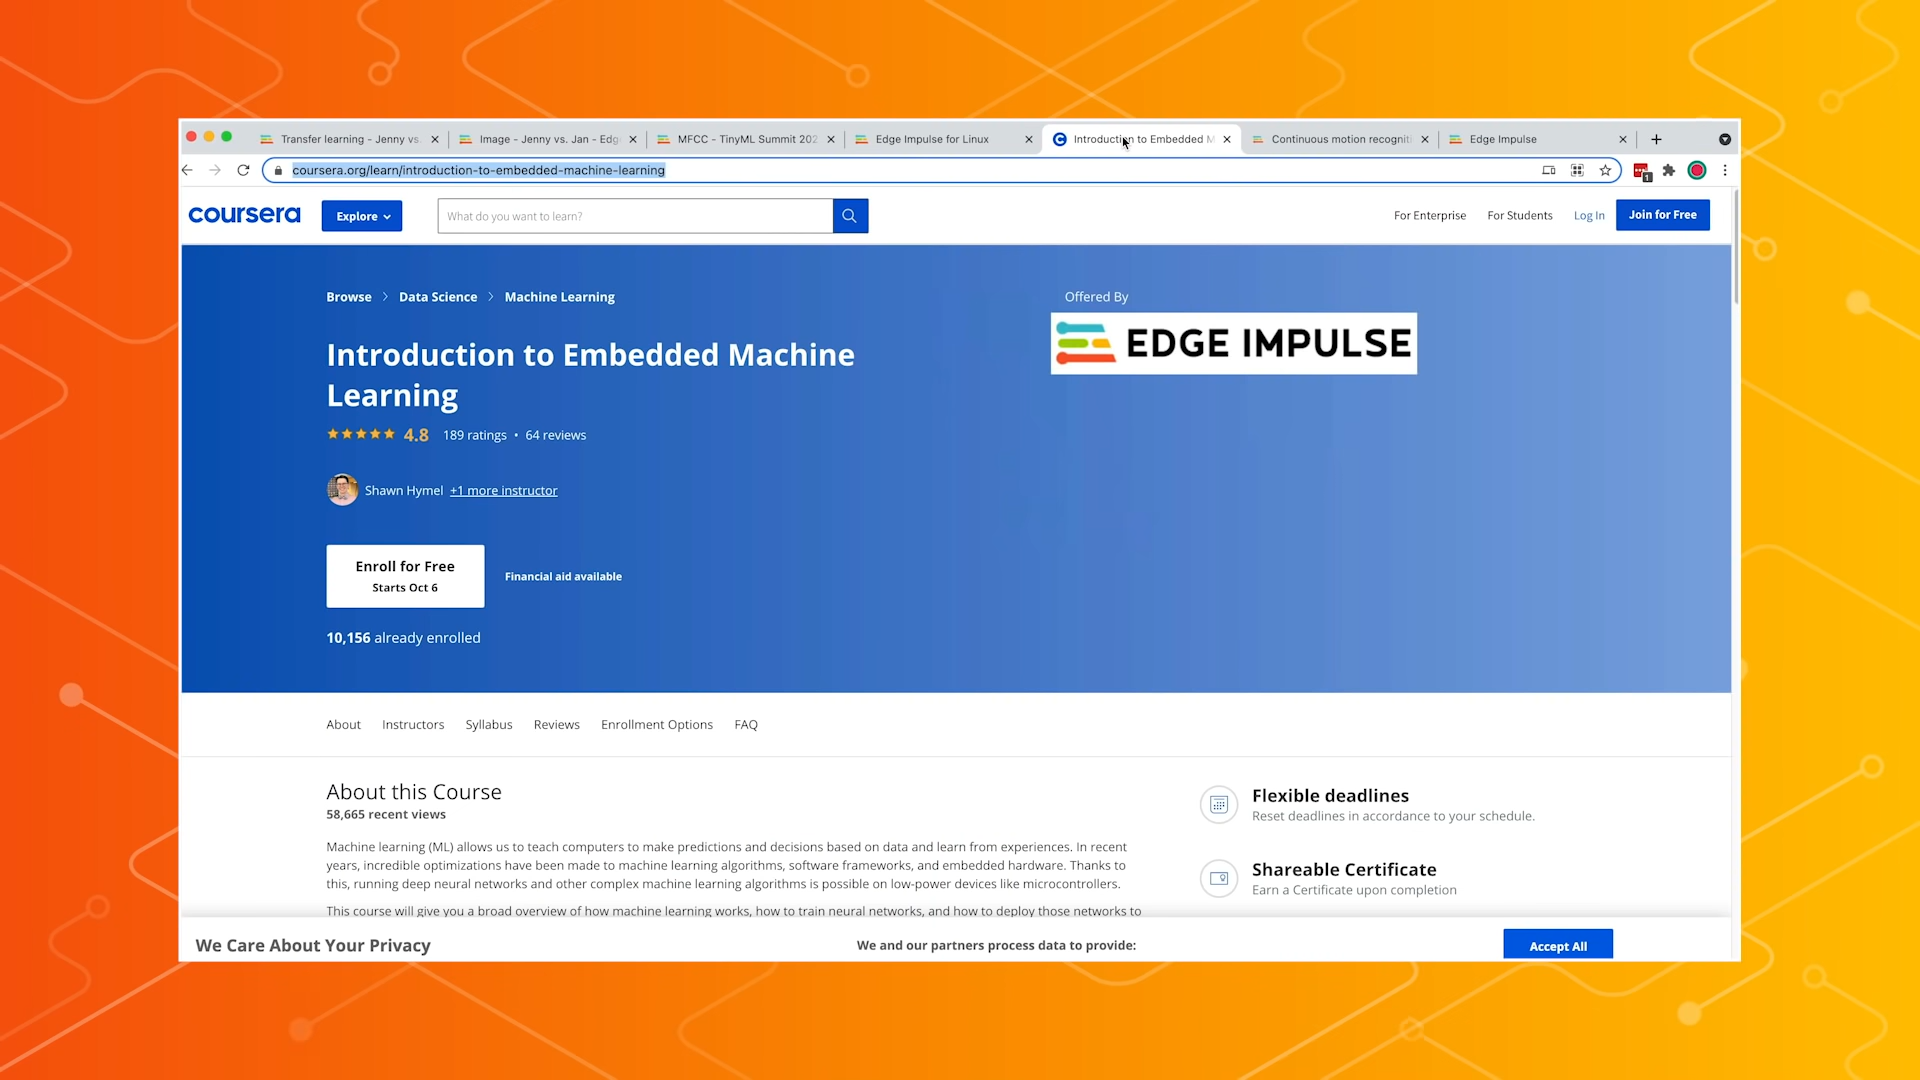 Transfer learning - Jenny vs.
Image - Jenny vs. Jan - Edg
MFCC - TinyML Summit 202
Edge Impulse for Linux
Introduction to Embedded M
Continuous motion recogniti
Edge Impulse
coursera.org/learn/introduction-to-embedded-machine-learning
1
coursera
Explore
What do you want to learn?
For Enterprise
For Students
Log In
Join for Free
Browse > Data Science > Machine Learning
Introduction to Embedded Machine
Learning
4.8 189 ratings • 64 reviews
Shawn Hymel +1 more instructor
Enroll for Free
Starts Oct 6
Financial aid available
10,156 already enrolled
Offered By
EDGE IMPULSE
About
Instructors
Syllabus
Reviews
Enrollment Options
FAQ
About this Course
58,665 recent views
Machine learning (ML) allows us to teach computers to make predictions and decisions based on data and learn from experiences. In recent
years, incredible optimizations have been made to machine learning algorithms, software frameworks, and embedded hardware. Thanks to
this, running deep neural networks and other complex machine learning algorithms is possible on low-power devices like microcontrollers.
This course will give you a broad overview of how machine learning works, how to train neural networks, and how to deploy those networks to
Flexible deadlines
Reset deadlines in accordance to your schedule.
Shareable Certificate
Earn a Certificate upon completion
We Care About Your Privacy
We and our partners process data to provide:
Accept All